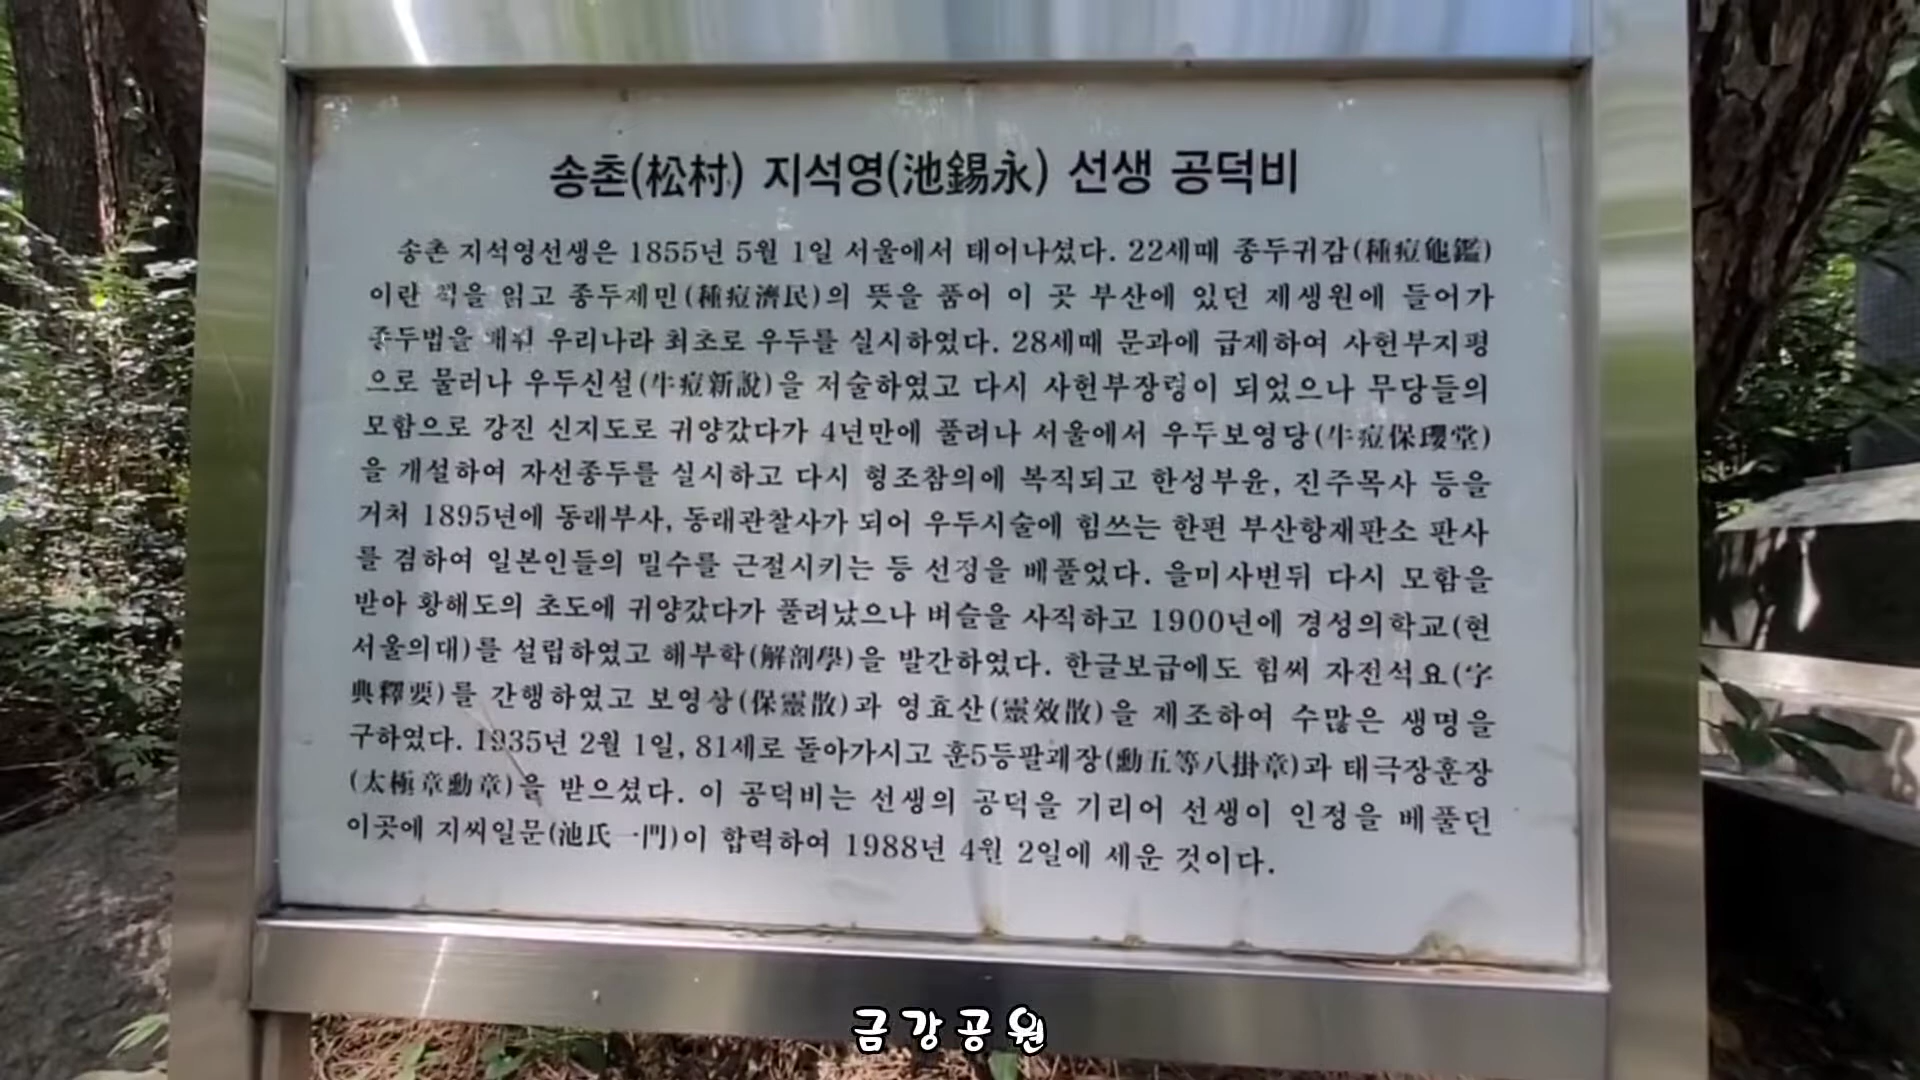 송촌(松村) 지석영(池錫永) 선생 공덕비
송촌 지석영선생은 1855년 5월 1일 서울에서 태어나셨다. 22세때 종두귀감(種痘龜鑑)
이란 책을 읽고 종두제민(種痘濟民)의 뜻을 품어 이 곳 부산에 있던 제생원에 들어가
종두법을 배워 우리나라 최초로 우두를 실시하였다. 28세때 문과에 급제하여 사헌부지평
으로 물러나 우두신설(牛痘新說)을 저술하였고 다시 사헌부장령이 되었으나 무당들의
모함으로 강진 신지도로 귀양갔다가 4년만에 풀려나 서울에서 우두보영당(牛痘保瓔堂)
을 개설하여 자선종두를 실시하고 다시 형조참의에 복직되고 한성부윤, 진주목사 등을
거처 1895년에 동래부사, 동래관찰사가 되어 우두시술에 힘쓰는 한편 부산항재판소 판사
를 겸하여 일본인들의 밀수를 근절시키는 등 선정을 베풀었다. 을미사변뒤 다시 모함을
받아 황해도의 초도에 귀양갔다가 풀려났으나 벼슬을 사직하고 1900년에 경성의학교(현
서울의대)를 설립하였고 해부학(解剖學)을 발간하였다. 한글보급에도 힘써 자전석요(字
典釋要)를 간행하였고 보영상(保靈散)과 영효산(靈效散)을 제조하여 수많은 생명을
구하였다. 1935년 2월 1일, 81세로 돌아가시고 훈5등팔괘장(勳五等八掛章)과 태극장훈장
(太極章勳章)을 받으셨다. 이 공덕비는 선생의 공덕을 기리어 선생이 인정을 베풀던
이곳에 지씨일문(池氏一門)이 합력하여 1988년 4월 2일에 세운 것이다.
금강공원